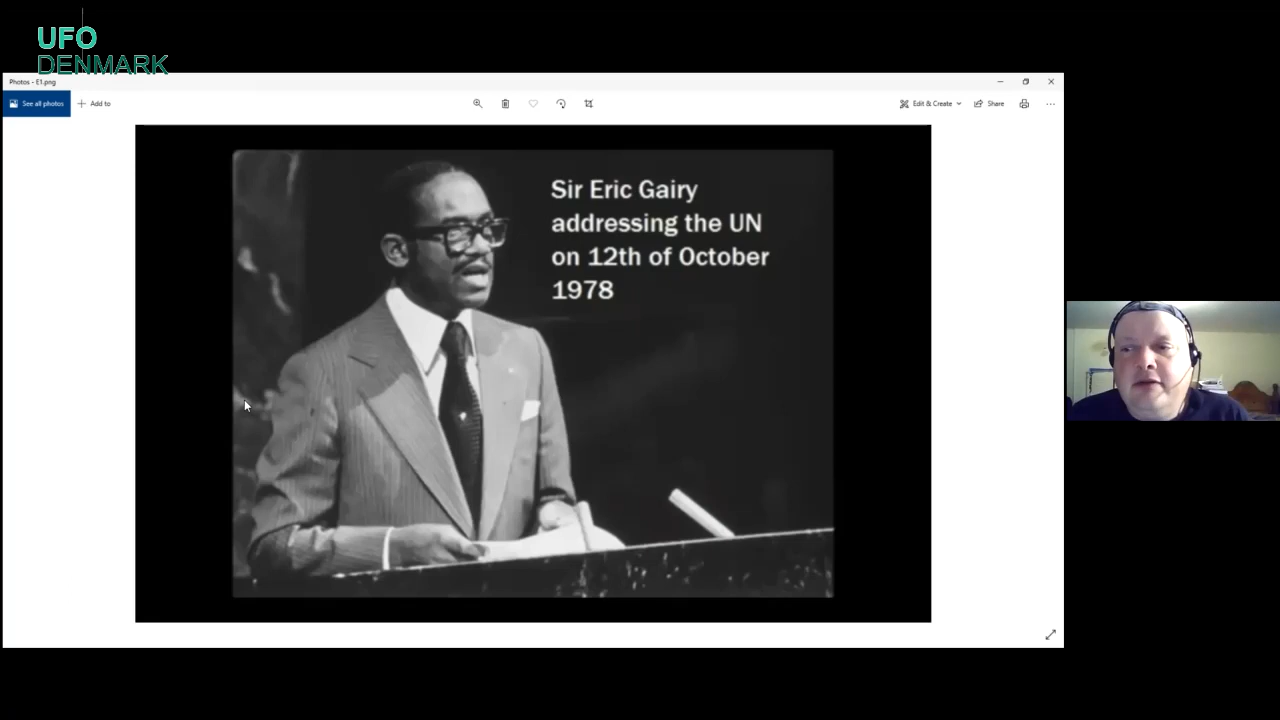 UFO
DENMARK
Photos - E1.png
See all photos
Add to
Edit & Create
Share
Sir Eric Gairy
addressing the UN
on 12th of October
1978